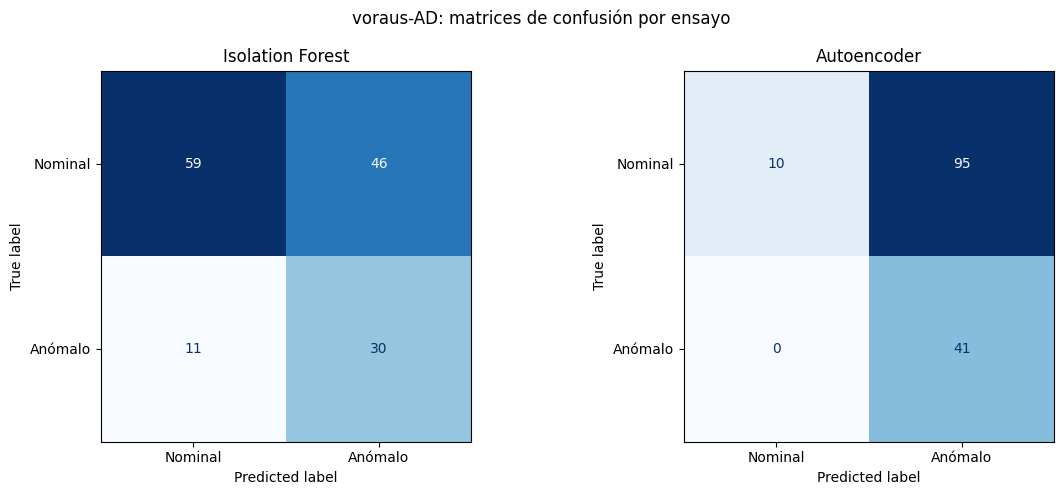 voraus-AD: matrices de confusión por ensayo
Isolation Forest
True label
Nominal
59
46
Anómalo
11
30
Nominal
Anómalo
Predicted label
Autoencoder
True label
Nominal
10
95
Anómalo
0
41
Nominal
Anómalo
Predicted label